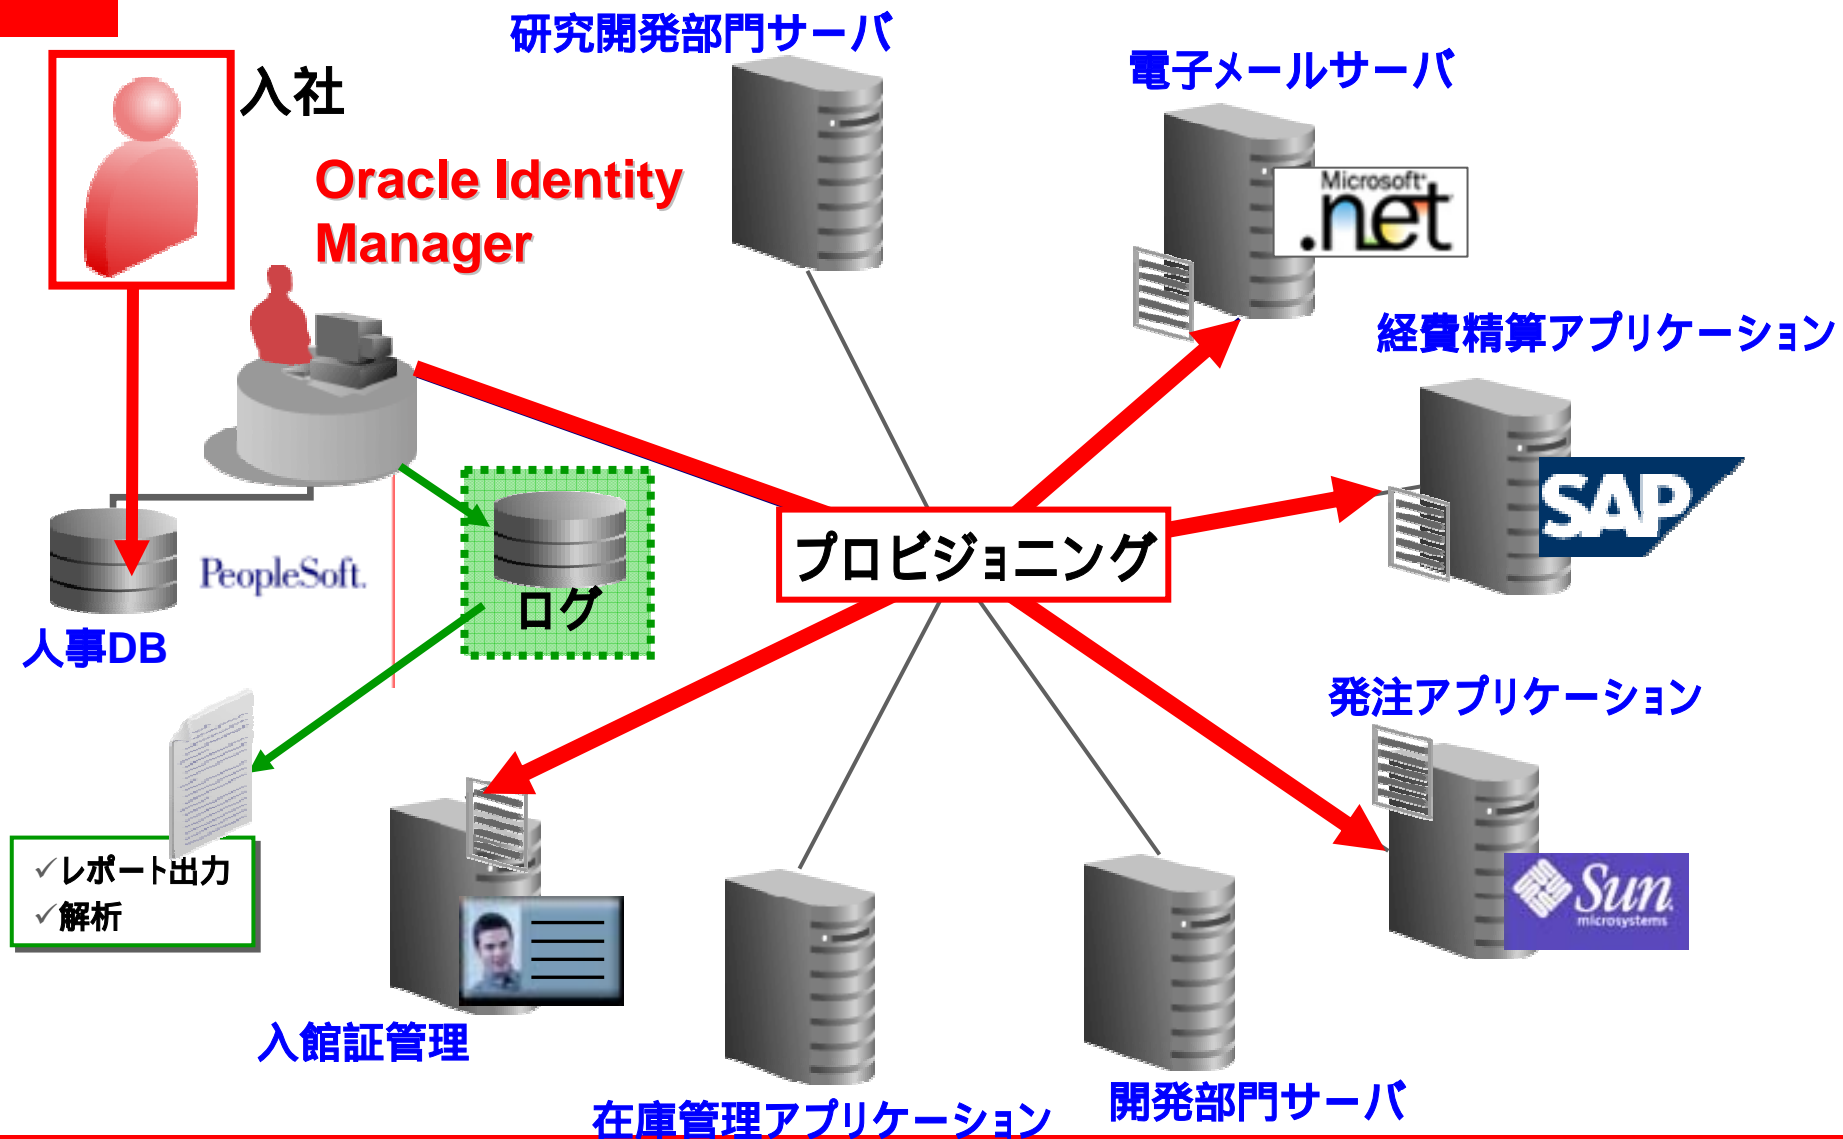 研究開発部門サーバ
電子メールサーバ
入社
Oracle Identity
Manager
Microsoft
.net
経費精算アプリケーション
SAP
プロビジョニング
PeopleSoft.
ログ
人事DB
発注アプリケーション
✓レポート出力
✓解析
Sun
microsystems
入館証管理
在庫管理アプリケーション
開発部門サーバ